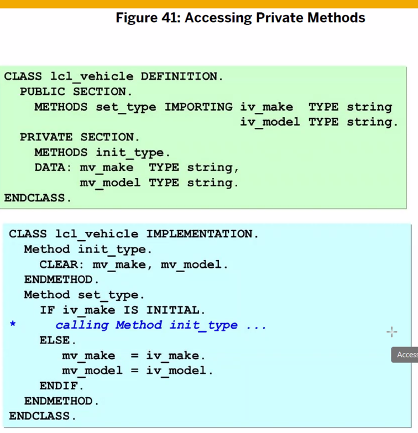 Figure 41: Accessing Private Methods
CLASS lcl_vehicle DEFINITION.
PUBLIC SECTION.
METHODS set_type IMPORTING iv_make TYPE string
iv_model TYPE string.
PRIVATE SECTION.
METHODS init_type.
DATA: mv_make TYPE string,
mv_model TYPE string.
ENDCLASS.
CLASS lcl_vehicle IMPLEMENTATION.
Method init_type.
CLEAR: mv_make, mv_model.
ENDMETHOD.
Method set_type.
IF iv_make IS INITIAL.
* calling Method init_type ...
ELSE.
mv_make = iv_make.
mv_model = iv_model.
ENDIF.
ENDMETHOD.
ENDCLASS.
Access